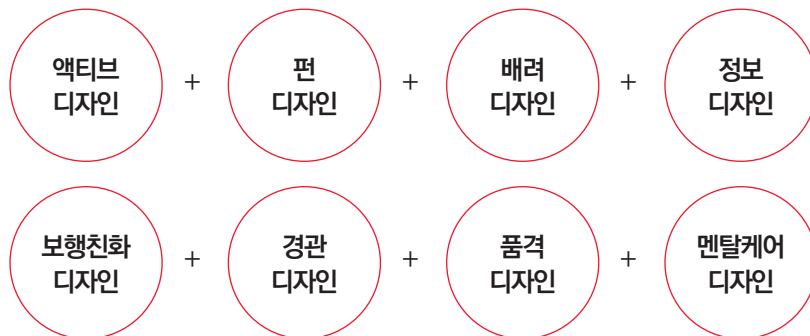 액티브 + 펀 + 배려 + 정보
디자인 디자인 디자인 디자인
보행친화 + 경관 + 품격 + 멘탈케어
디자인 디자인 디자인 디자인